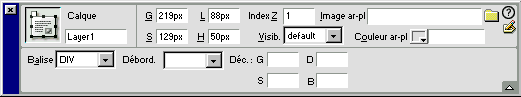 Calque G 219px L 88px Index Z 1 Image ar-pl
Layer1 S 129px H 50px Visib. default Couleur ar-pl
Balise DIV Débord. Déc.: G D
S B